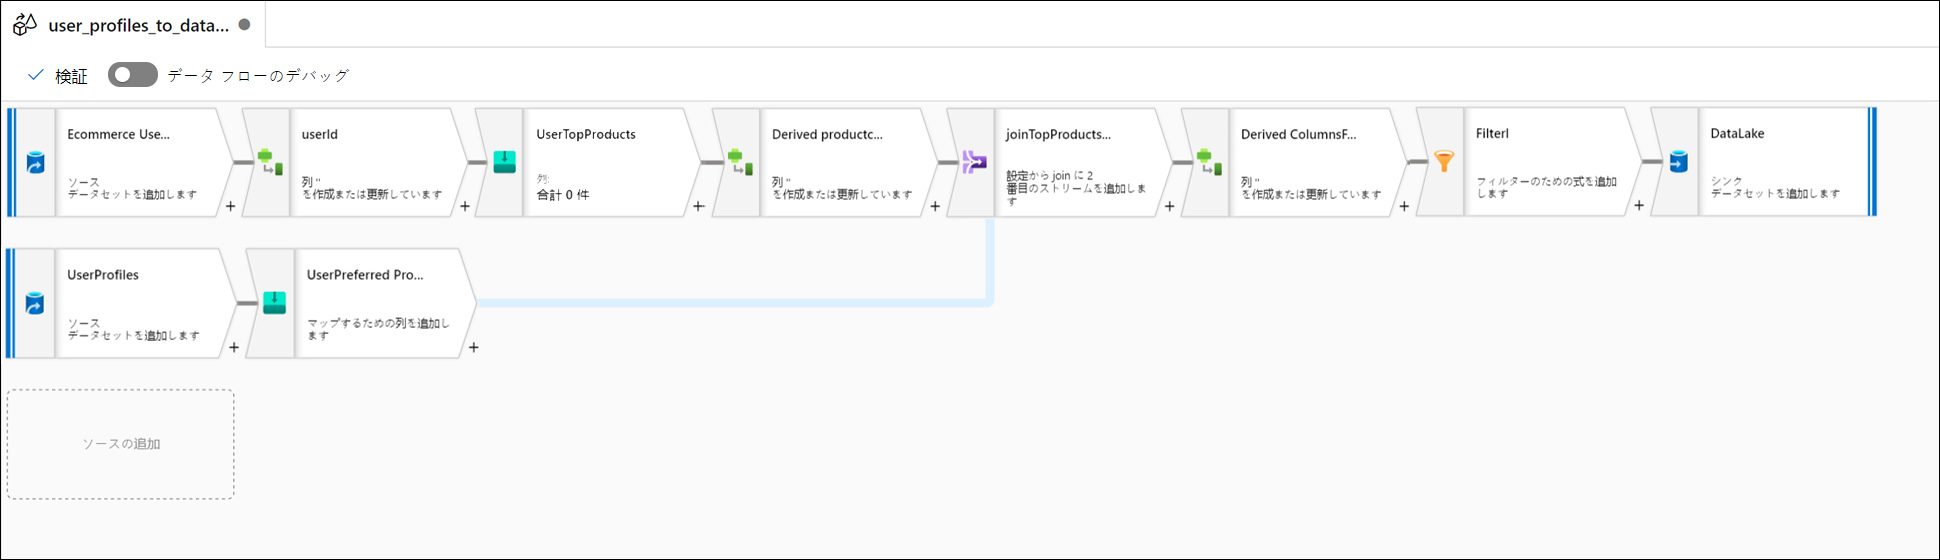 user_profiles_to_data...
検証
データ フローのデバッグ
Ecommerce Use...
ソース
データセットを追加します
+
userId
列 ''
を作成または更新しています
+
UserTopProducts
列:
合計 0 件
+
Derived productc...
列 ''
を作成または更新しています
+
joinTopProducts...
設定から join に 2
番目のストリームを追加しま
す
+
Derived ColumnsF...
列 ''
を作成または更新しています
+
Filterl
フィルターのための式を追加
します
+
DataLake
シンク
データセットを追加します
UserProfiles
ソース
データセットを追加します
+
UserPreferred Pro...
マップするための列を追加し
ます
+
ソースの追加